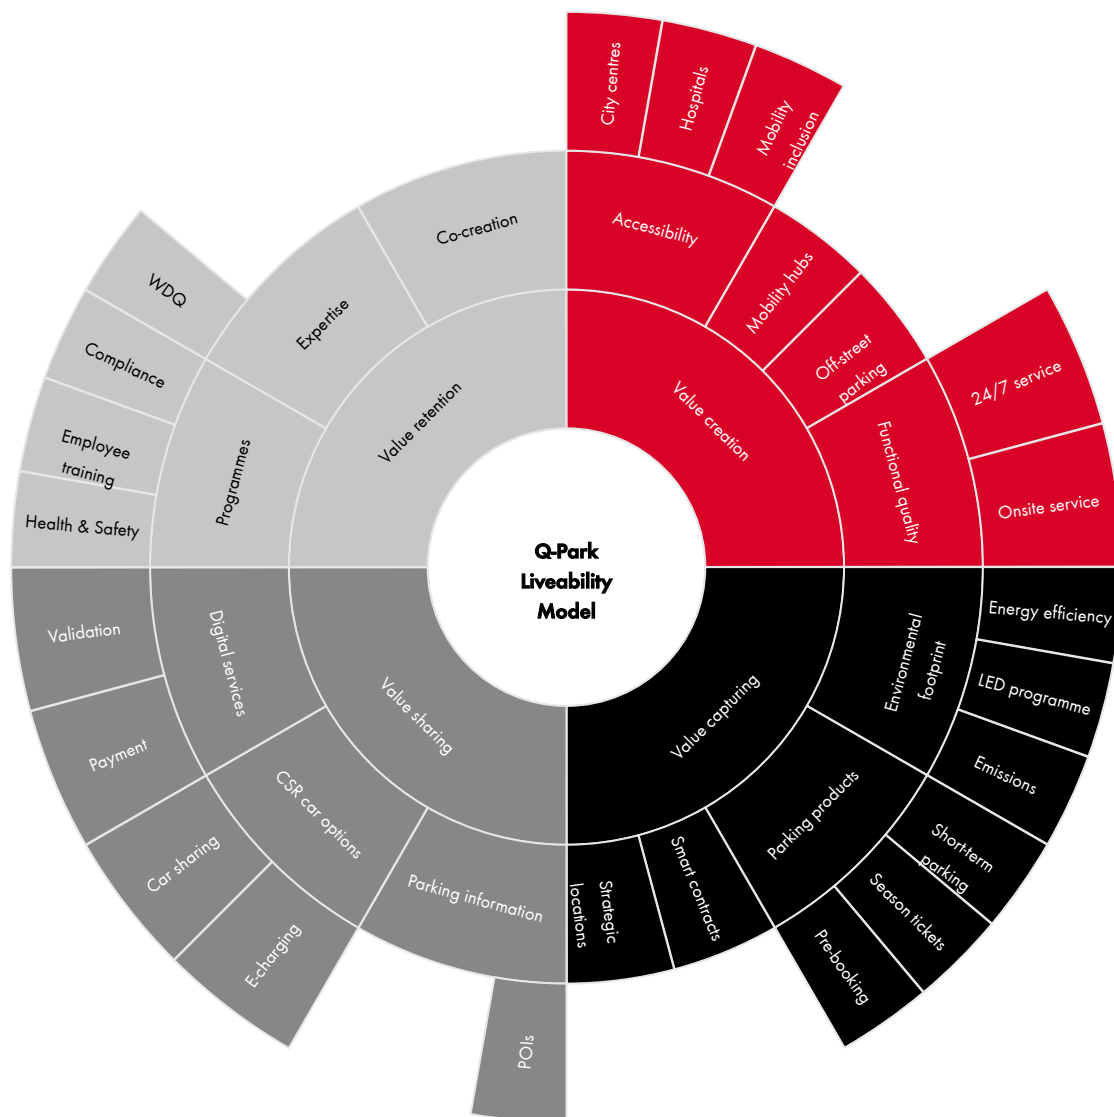 Q-Park
Liveability
Model
Value creation
Accessibility
City centres
Hospitals
Mobility
inclusion
Mobility hubs
Off-street
parking
Functional quality
24/7 service
Onsite service
Value capturing
Environmental
footprint
Energy efficiency
LED programme
Emissions
Parking products
Short-term
parking
Season tickets
Pre-booking
Smart contracts
Strategic
locations
Value sharing
Parking information
POIs
CSR car options
E-charging
Car sharing
Digital services
Payment
Validation
Value retention
Programmes
Health & Safety
Employee
training
Compliance
WDQ
Expertise
Co-creation